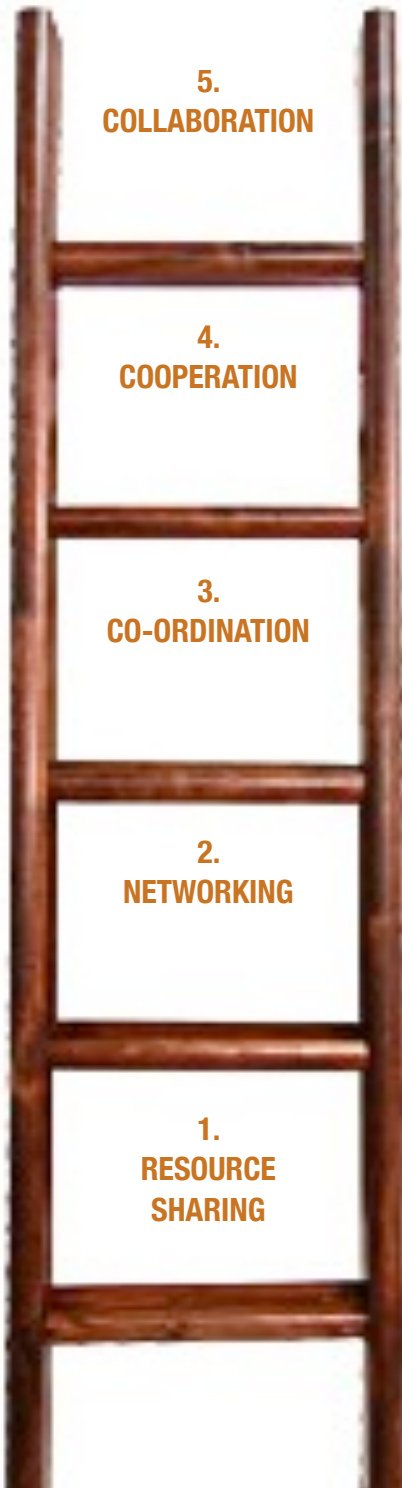 5.
COLLABORATION
4.
COOPERATION
3.
CO-ORDINATION
2.
NETWORKING
1.
RESOURCE
SHARING